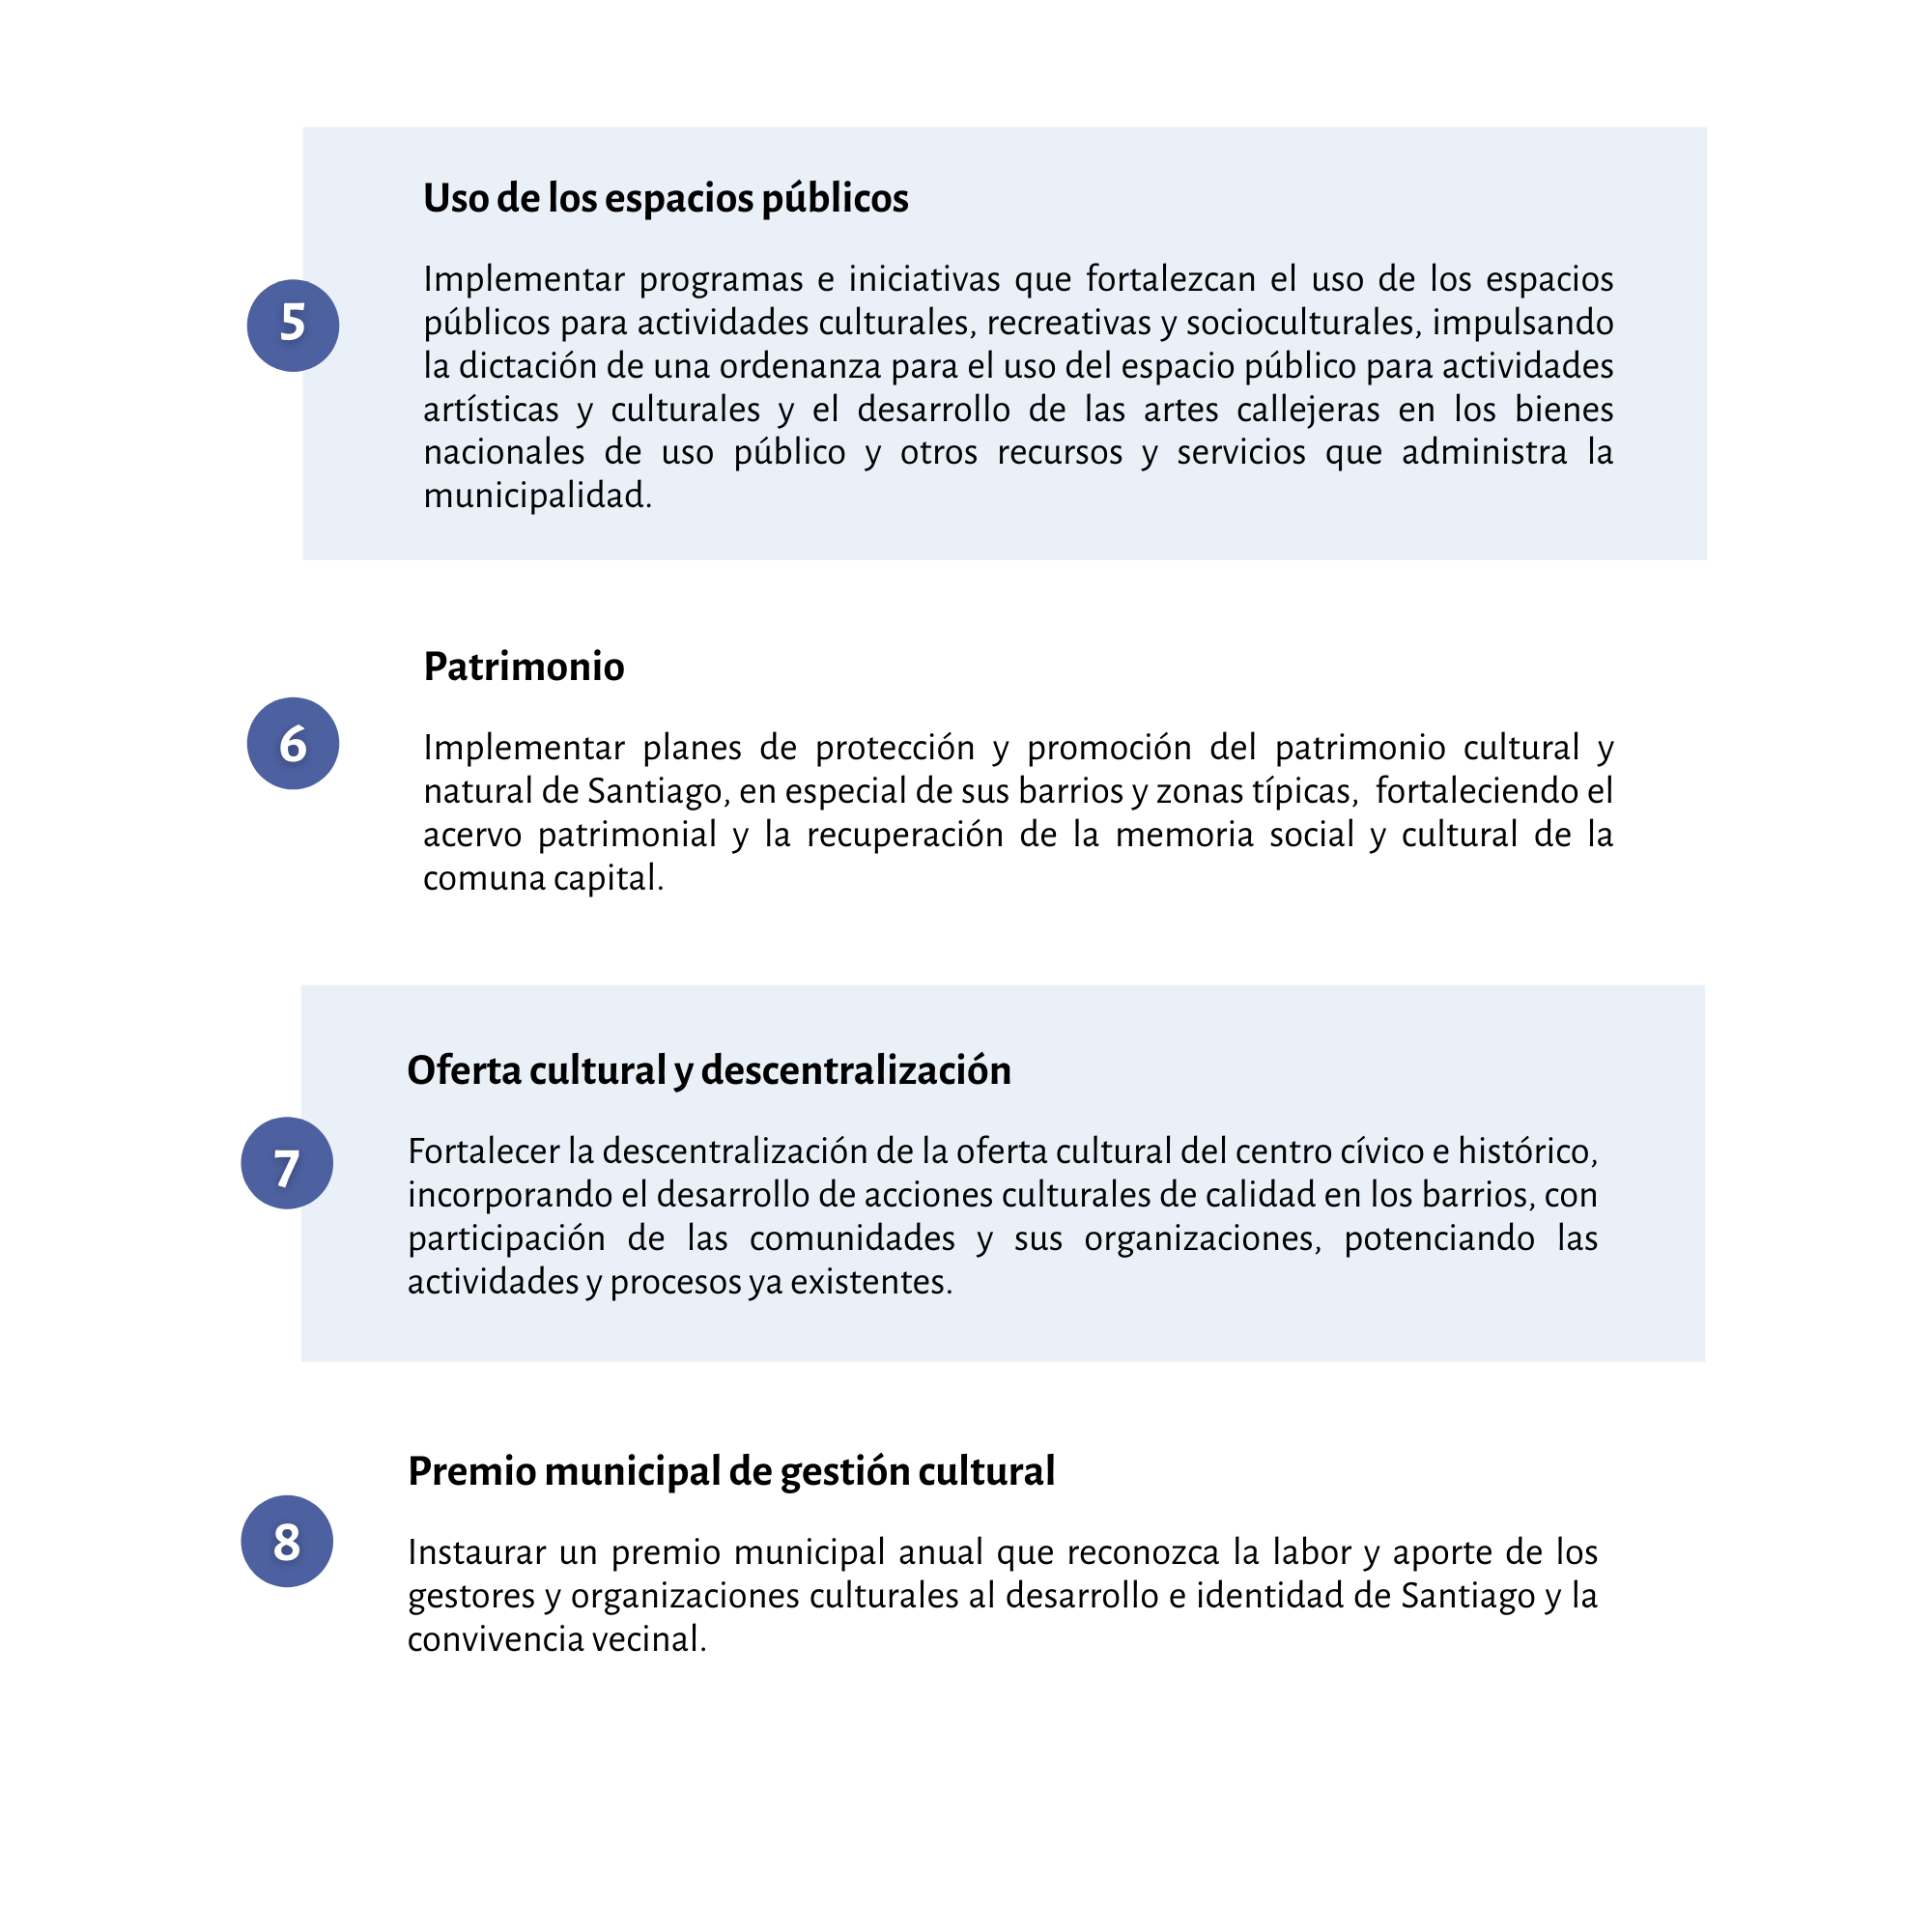 Uso de los espacios públicos
5
Implementar programas e iniciativas que fortalezcan el uso de los espacios
públicos para actividades culturales, recreativas y socioculturales, impulsando
la dictación de una ordenanza para el uso del espacio público para actividades
artísticas y culturales y el desarrollo de las artes callejeras en los bienes
nacionales de uso público y otros recursos y servicios que administra la
municipalidad.
Patrimonio
6
Implementar planes de protección y promoción del patrimonio cultural y
natural de Santiago, en especial de sus barrios y zonas típicas, fortaleciendo el
acervo patrimonial y la recuperación de la memoria social y cultural de la
comuna capital.
Oferta cultural y descentralización
7
Fortalecer la descentralización de la oferta cultural del centro cívico e histórico,
incorporando el desarrollo de acciones culturales de calidad en los barrios, con
participación de las comunidades y sus organizaciones, potenciando las
actividades y procesos ya existentes.
Premio municipal de gestión cultural
8
Instaurar un premio municipal anual que reconozca la labor y aporte de los
gestores y organizaciones culturales al desarrollo e identidad de Santiago y la
convivencia vecinal.